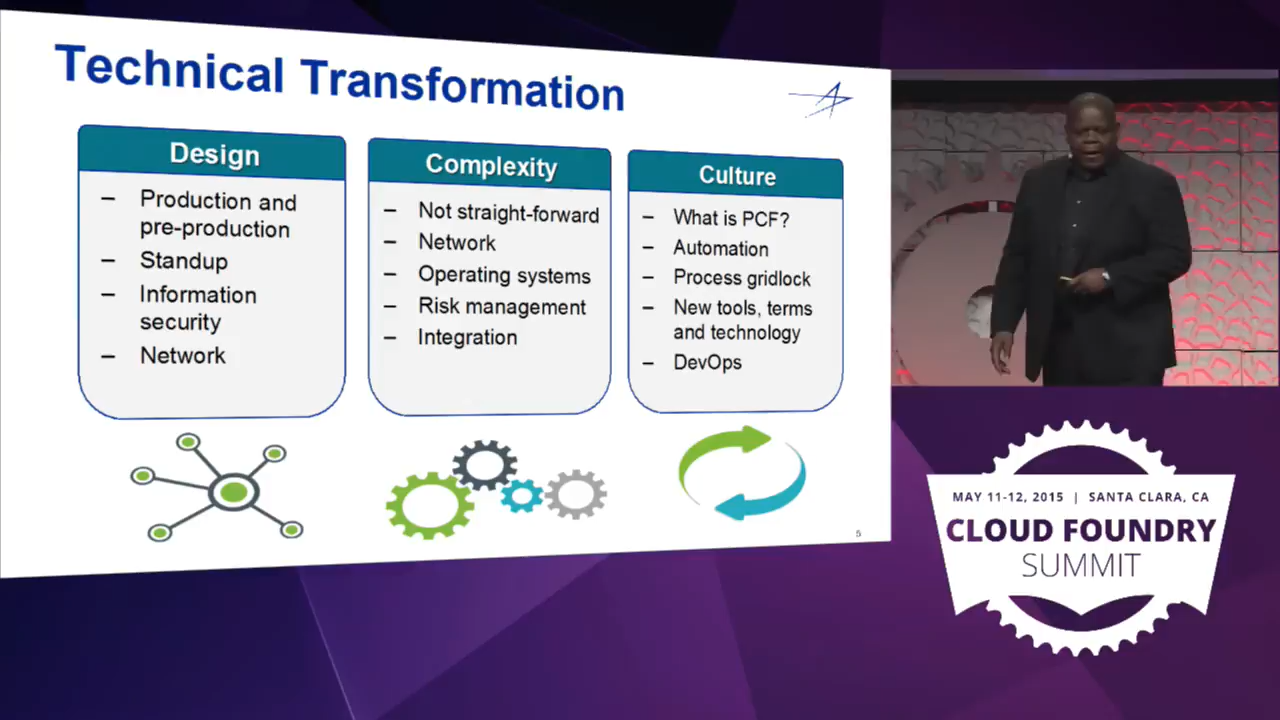 Technical Transformation
Design
– Production and
pre-production
– Standup
– Information
security
– Network
Complexity
– Not straight-forward
– Network
– Operating systems
– Risk management
– Integration
Culture
– What is PCF?
– Automation
– Process gridlock
– New tools, terms
and technology
– DevOps
5
MAY 11-12, 2015 | SANTA CLARA, CA
CLOUD FOUNDRY
SUMMIT